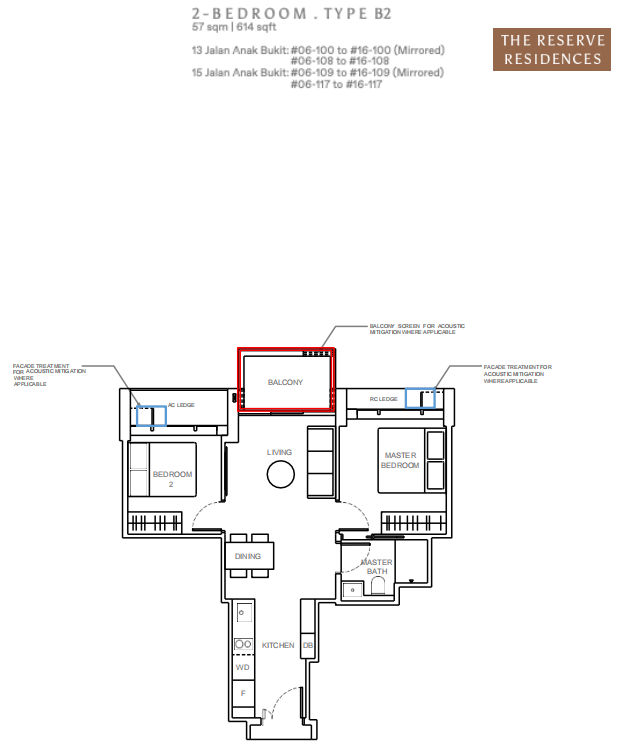 2-BEDROOM . TYPE B2
57 sqm | 614 sqft
13 Jalan Anak Bukit: #06-100 to #16-100 (Mirrored)
#06-108 to #16-108
15 Jalan Anak Bukit: #06-109 to #16-109 (Mirrored)
#06-117 to #16-117
THE RESERVE
RESIDENCES
BALCONY SCREEN FOR ACOUSTIC
MITIGATION WHERE APPLICABLE
FACADE TREATMENT
FOR ACOUSTIC MITIGATION
WHERE
APPLICABLE
FACADE TREATMENT FOR
ACOUSTIC MITIGATION
WHERE APPLICABLE
BALCONY
AC LEDGE
RC LEDGE
LIVING
MASTER
BEDROOM
BEDROOM
2
DINING
MASTER
BATH
KITCHEN
DB
WD
F